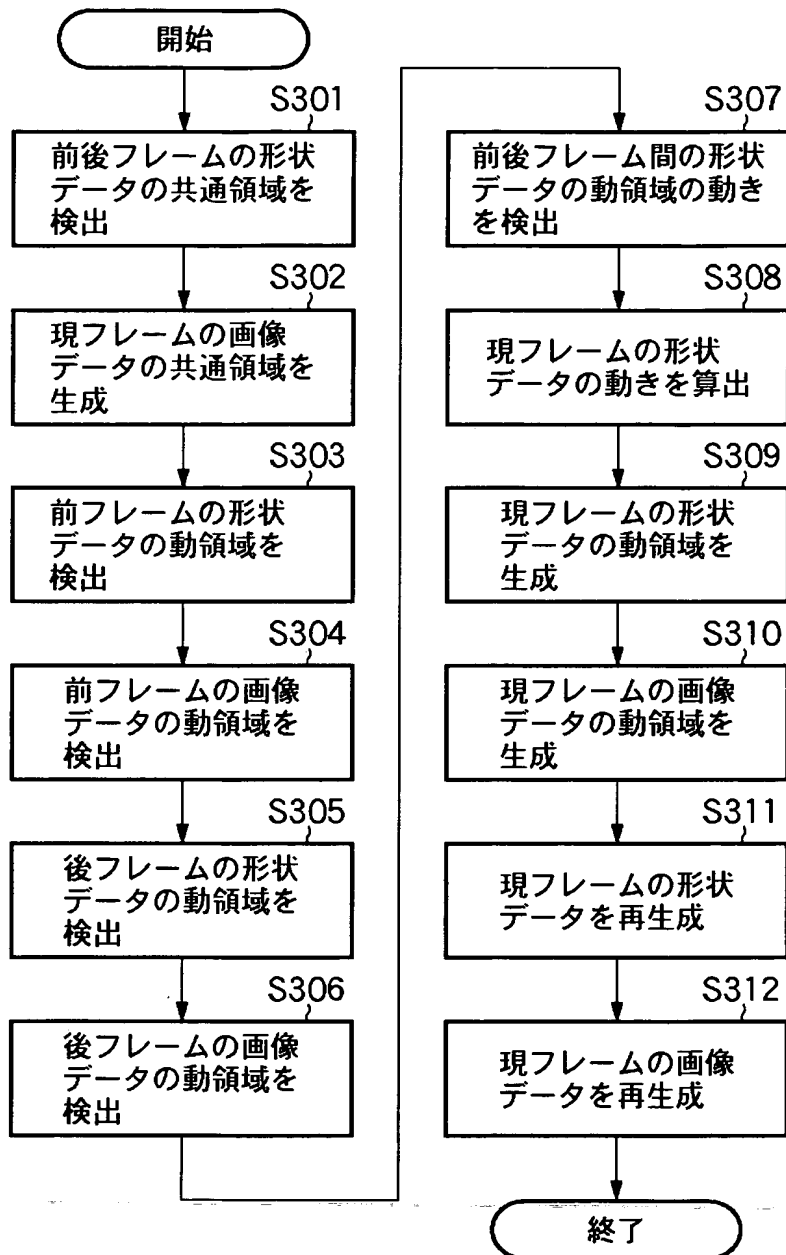 開始
S301
前後フレームの形状
データの共通領域を
検出
S302
現フレームの画像
データの共通領域を
生成
S303
前フレームの形状
データの動領域を
検出
S304
前フレームの画像
データの動領域を
検出
S305
後フレームの形状
データの動領域を
検出
S306
後フレームの画像
データの動領域を
検出
S307
前後フレーム間の形状
データの動領域の動き
を検出
S308
現フレームの形状
データの動きを算出
S309
現フレームの形状
データの動領域を
生成
S310
現フレームの画像
データの動領域を
生成
S311
現フレームの形状
データを再生成
S312
現フレームの画像
データを再生成
終了